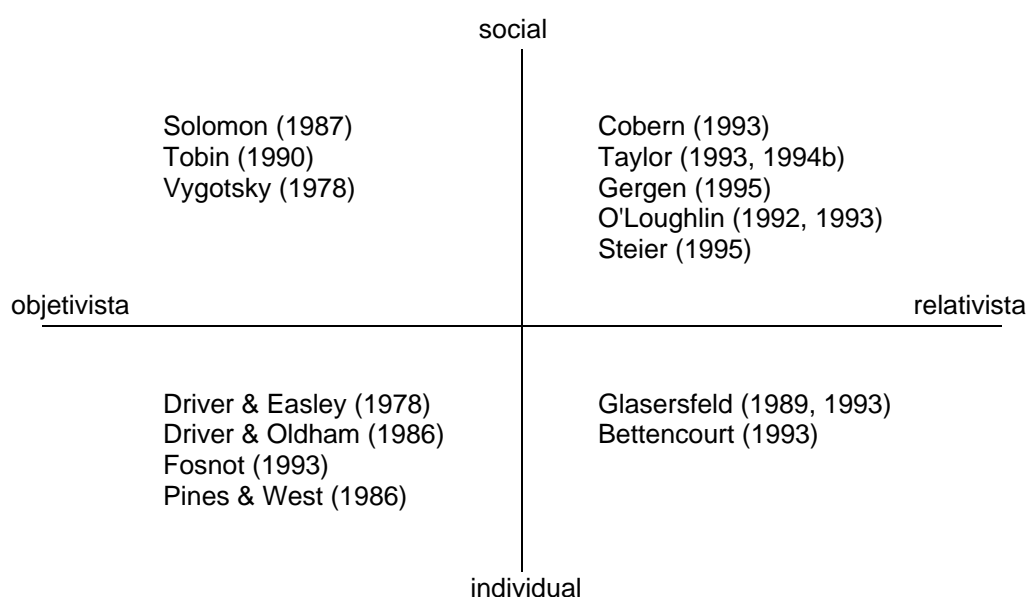 social
Solomon (1987)
Tobin (1990)
Vygotsky (1978)
Cobern (1993)
Taylor (1993, 1994b)
Gergen (1995)
O'Loughlin (1992, 1993)
Steier (1995)
objetivista
relativista
Driver & Easley (1978)
Driver & Oldham (1986)
Fosnot (1993)
Pines & West (1986)
Glasersfeld (1989, 1993)
Bettencourt (1993)
individual